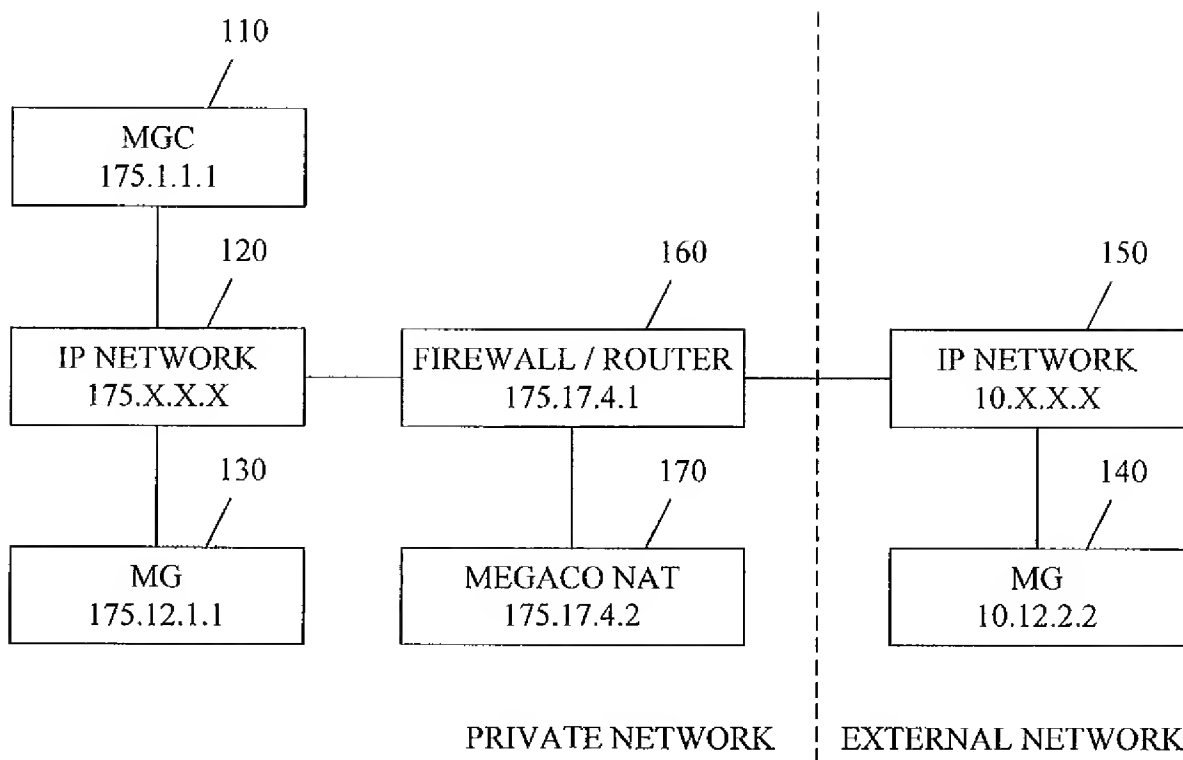 110
MGC
175.1.1.1
120
160
150
IP NETWORK
175.X.X.X
FIREWALL / ROUTER
175.17.4.1
IP NETWORK
10.X.X.X
130
170
140
MG
175.12.1.1
MEGACO NAT
175.17.4.2
MG
10.12.2.2
PRIVATE NETWORK
EXTERNAL NETWORK